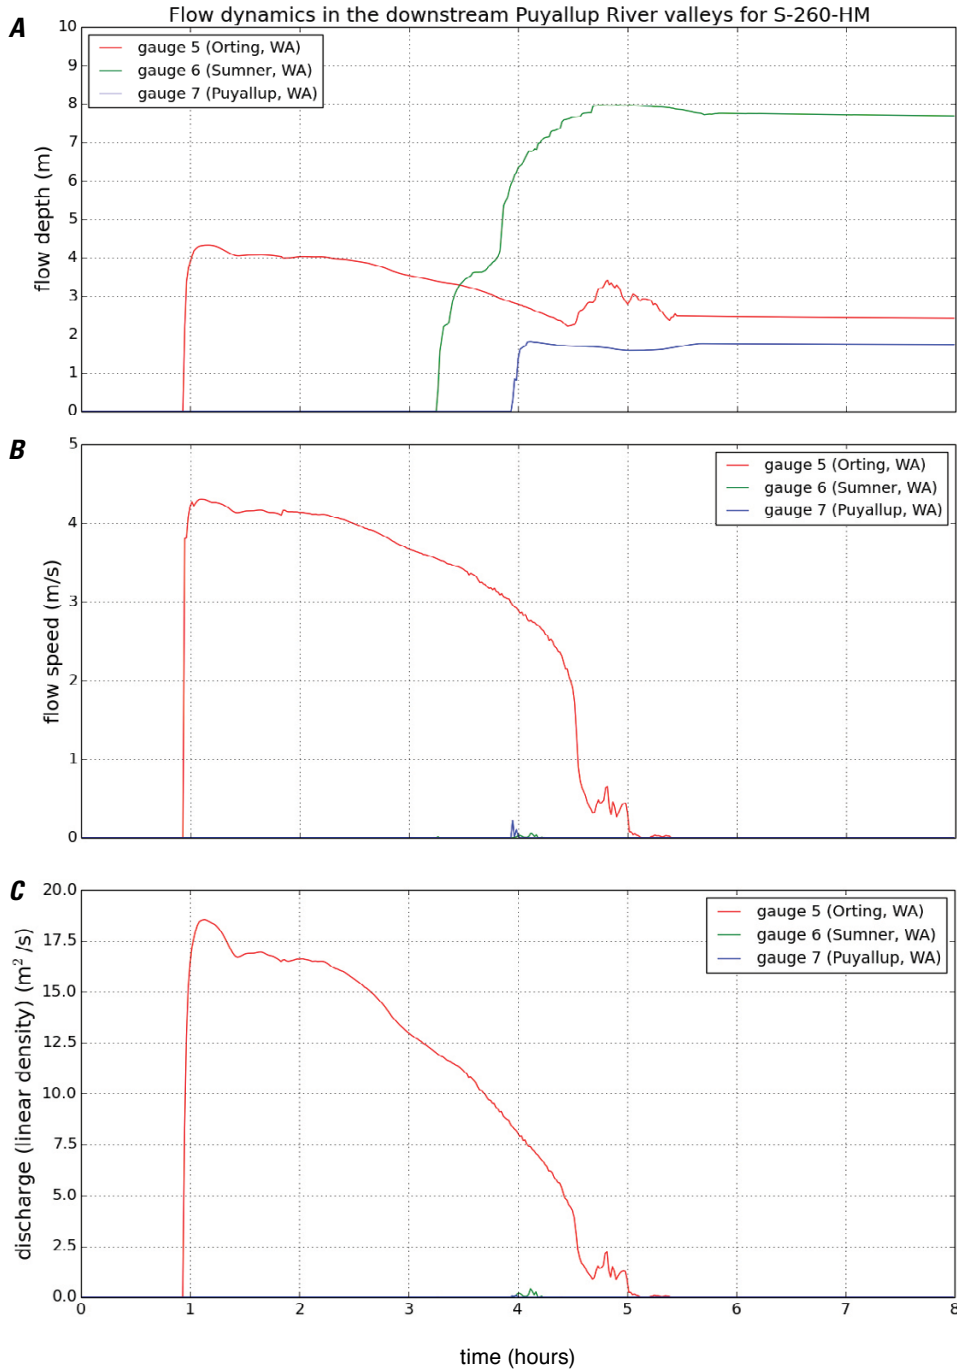 A
Flow dynamics in the downstream Puyallup River valleys for S-260-HM
10
9
8
7
6
5
4
3
2
1
0
flow depth (m)
gauge 5 (Orting, WA)
gauge 6 (Sumner, WA)
gauge 7 (Puyallup, WA)
B
5
4
3
2
1
0
flow speed (m/s)
gauge 5 (Orting, WA)
gauge 6 (Sumner, WA)
gauge 7 (Puyallup, WA)
C
20.0
17.5
15.0
12.5
10.0
7.5
5.0
2.5
0.0
discharge (linear density) (m² /s)
gauge 5 (Orting, WA)
gauge 6 (Sumner, WA)
gauge 7 (Puyallup, WA)
0 1 2 3 4 5 6 7 8
time (hours)